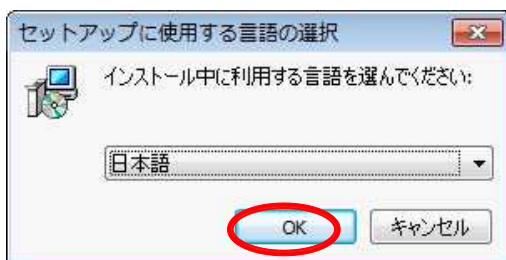 セットアップに使用する言語の選択
インストール中に利用する言語を選んでください:
日本語
OK
キャンセル